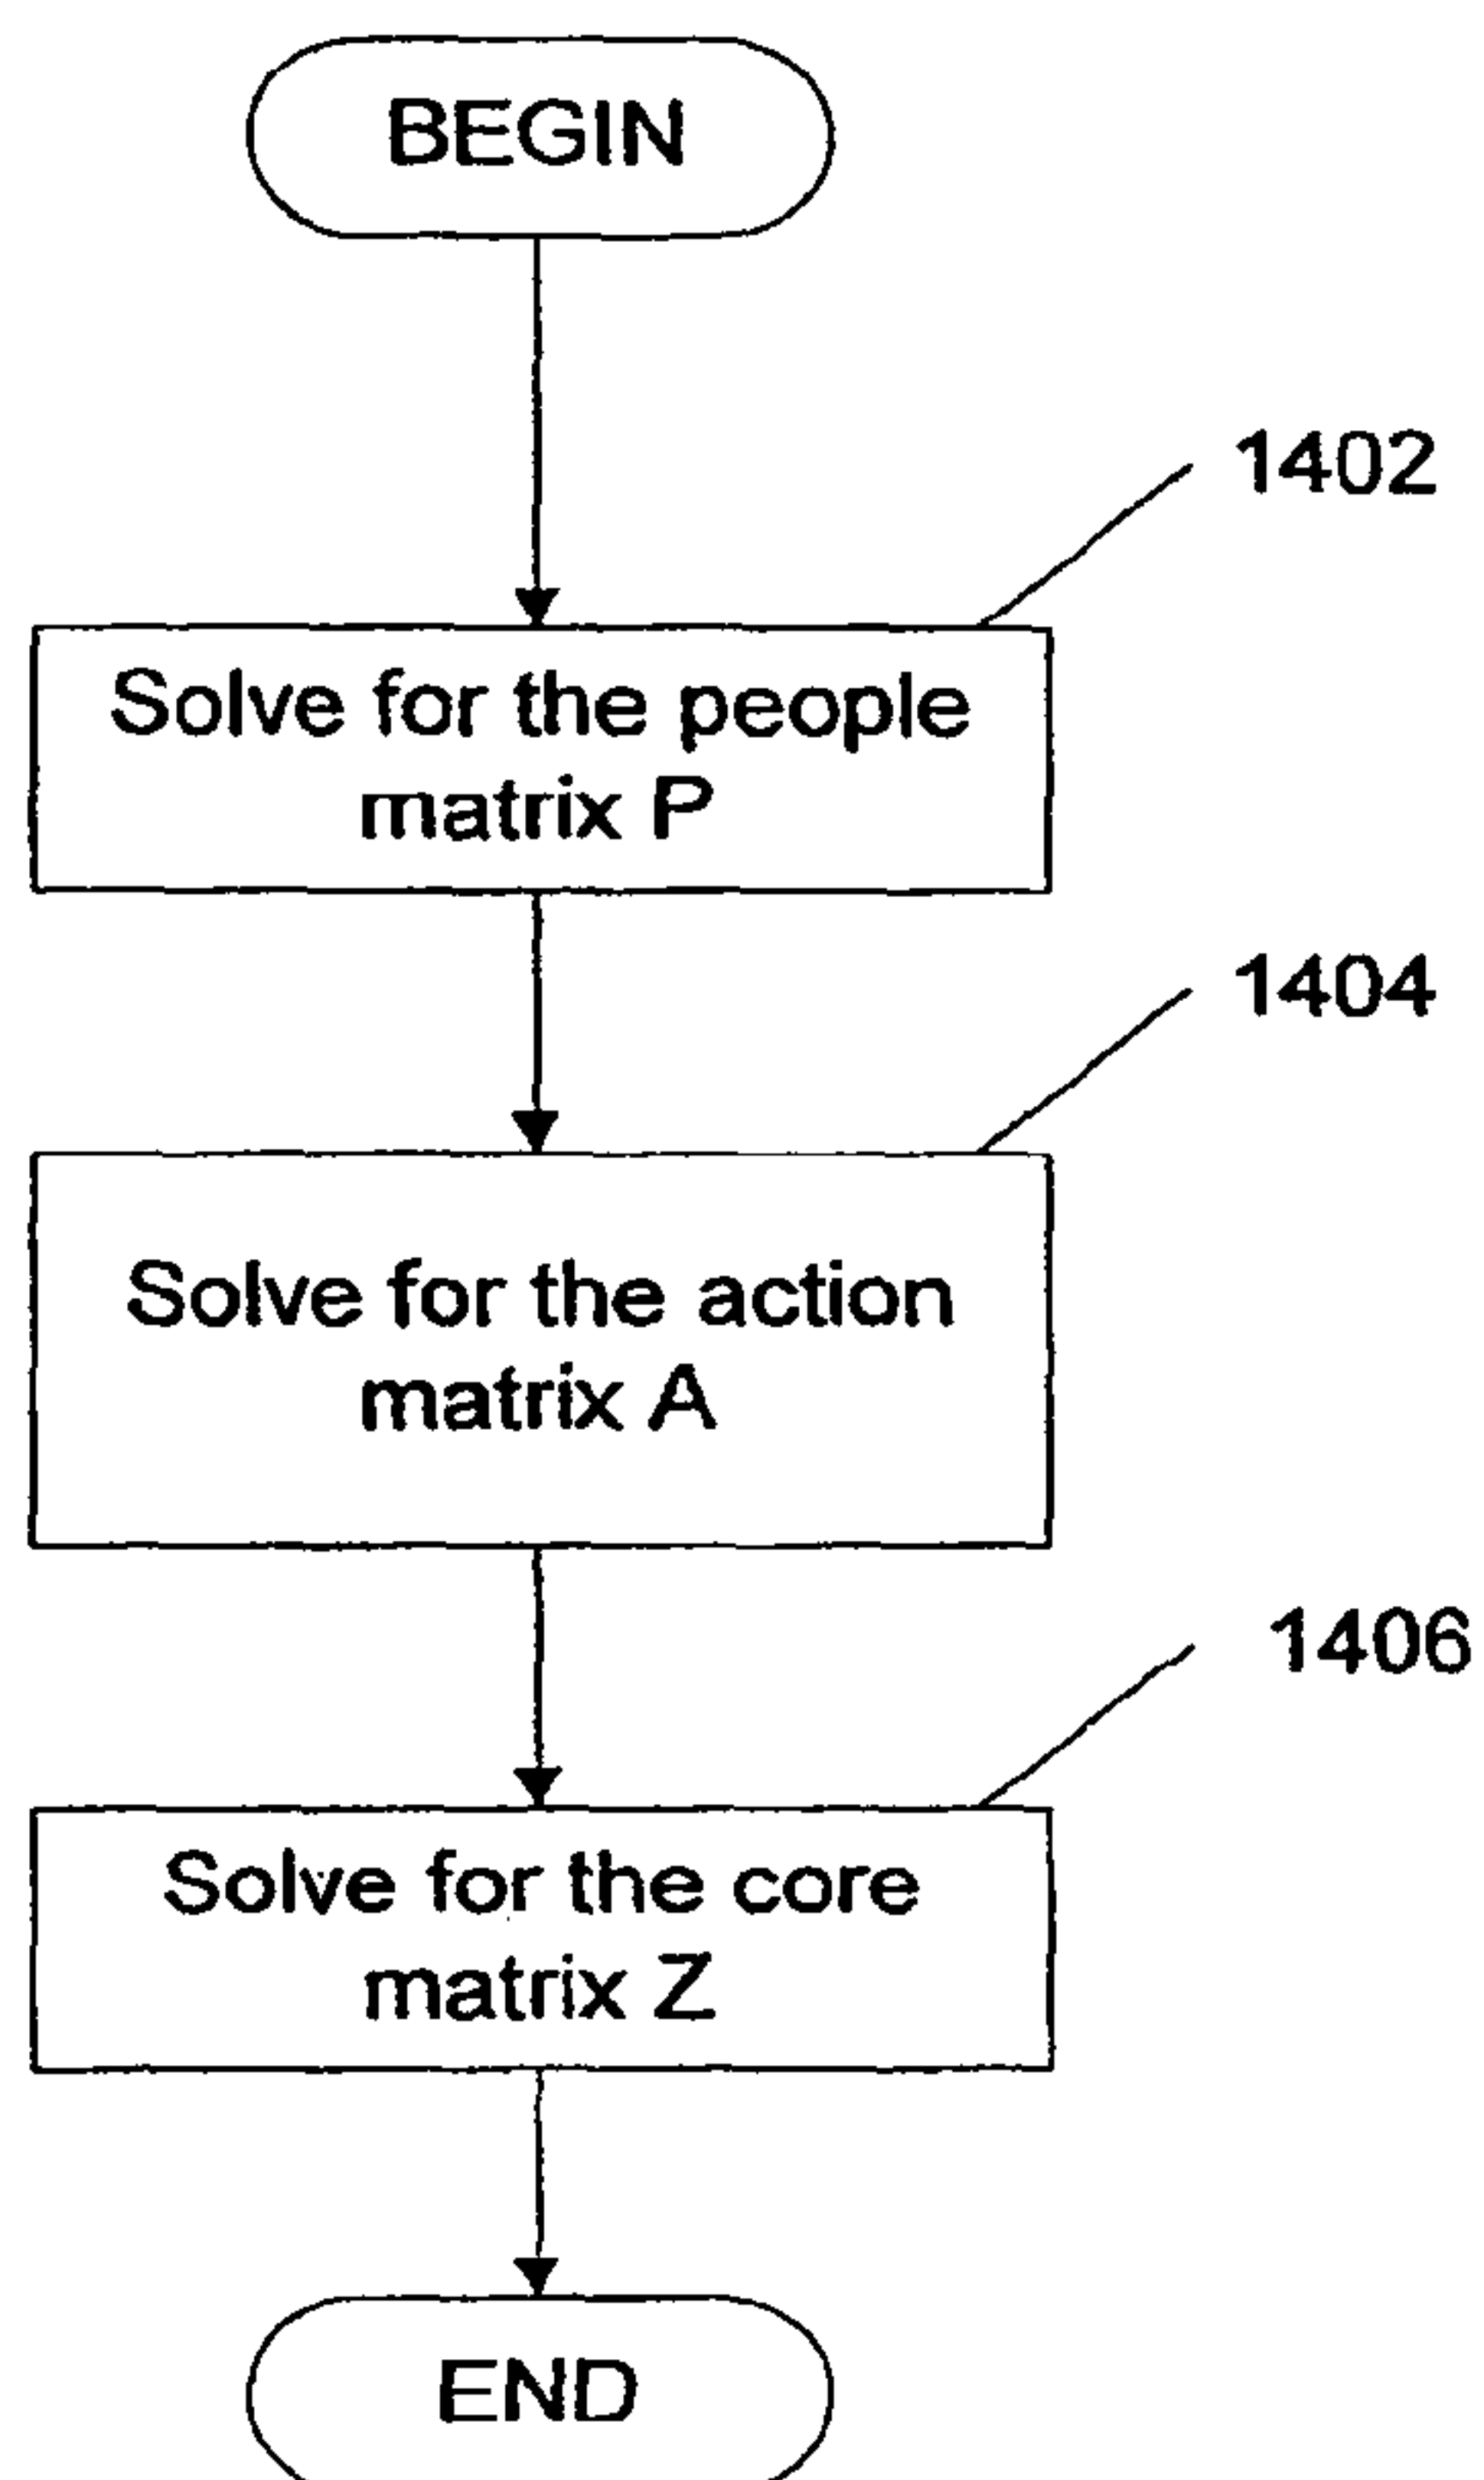 BEGIN
1402
Solve for the people
matrix P
1404
Solve for the action
matrix A
1406
Solve for the core
matrix Z
END